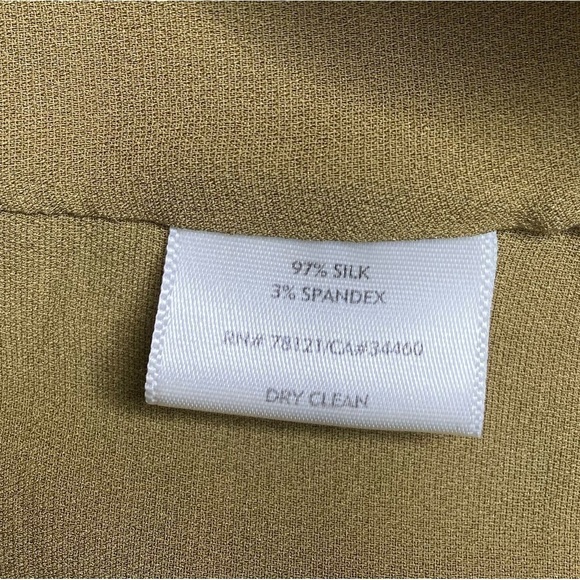 97% SILK
3% SPANDEX
RN# 78121/CA#34460
DRY CLEAN